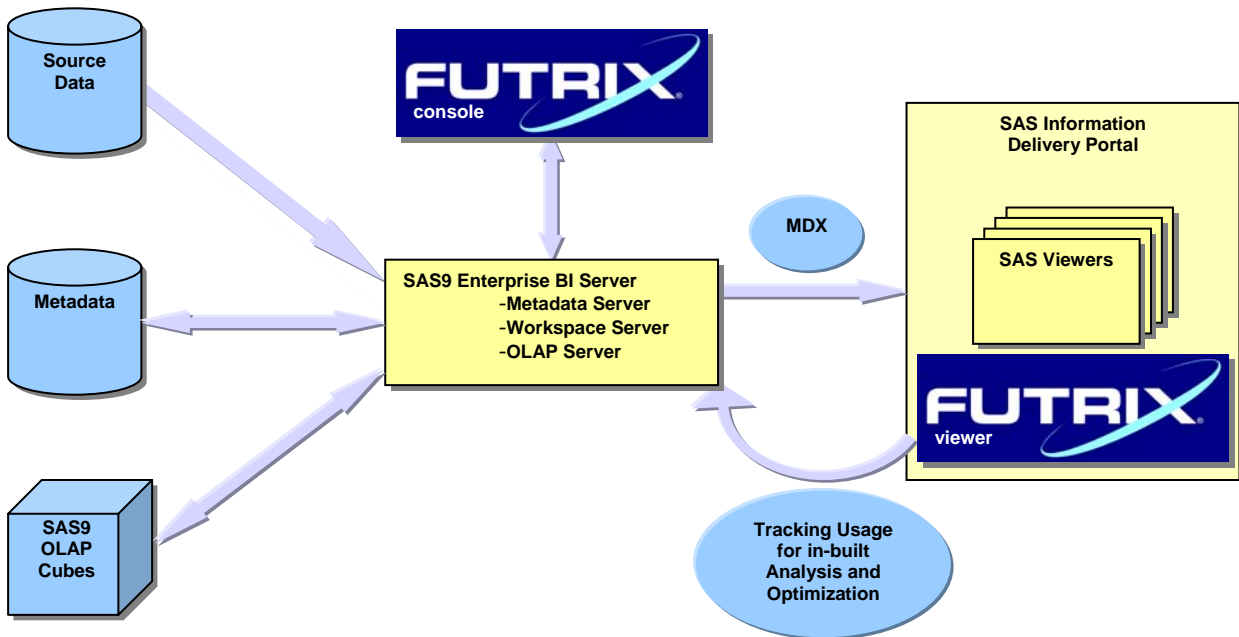 Source
Data
FUTRIX®
console
SAS Information
Delivery Portal
MDX
SAS Viewers
Metadata
SAS9 Enterprise BI Server
-Metadata Server
-Workspace Server
-OLAP Server
FUTRIX®
viewer
SAS9
OLAP
Cubes
Tracking Usage
for in-built
Analysis and
Optimization